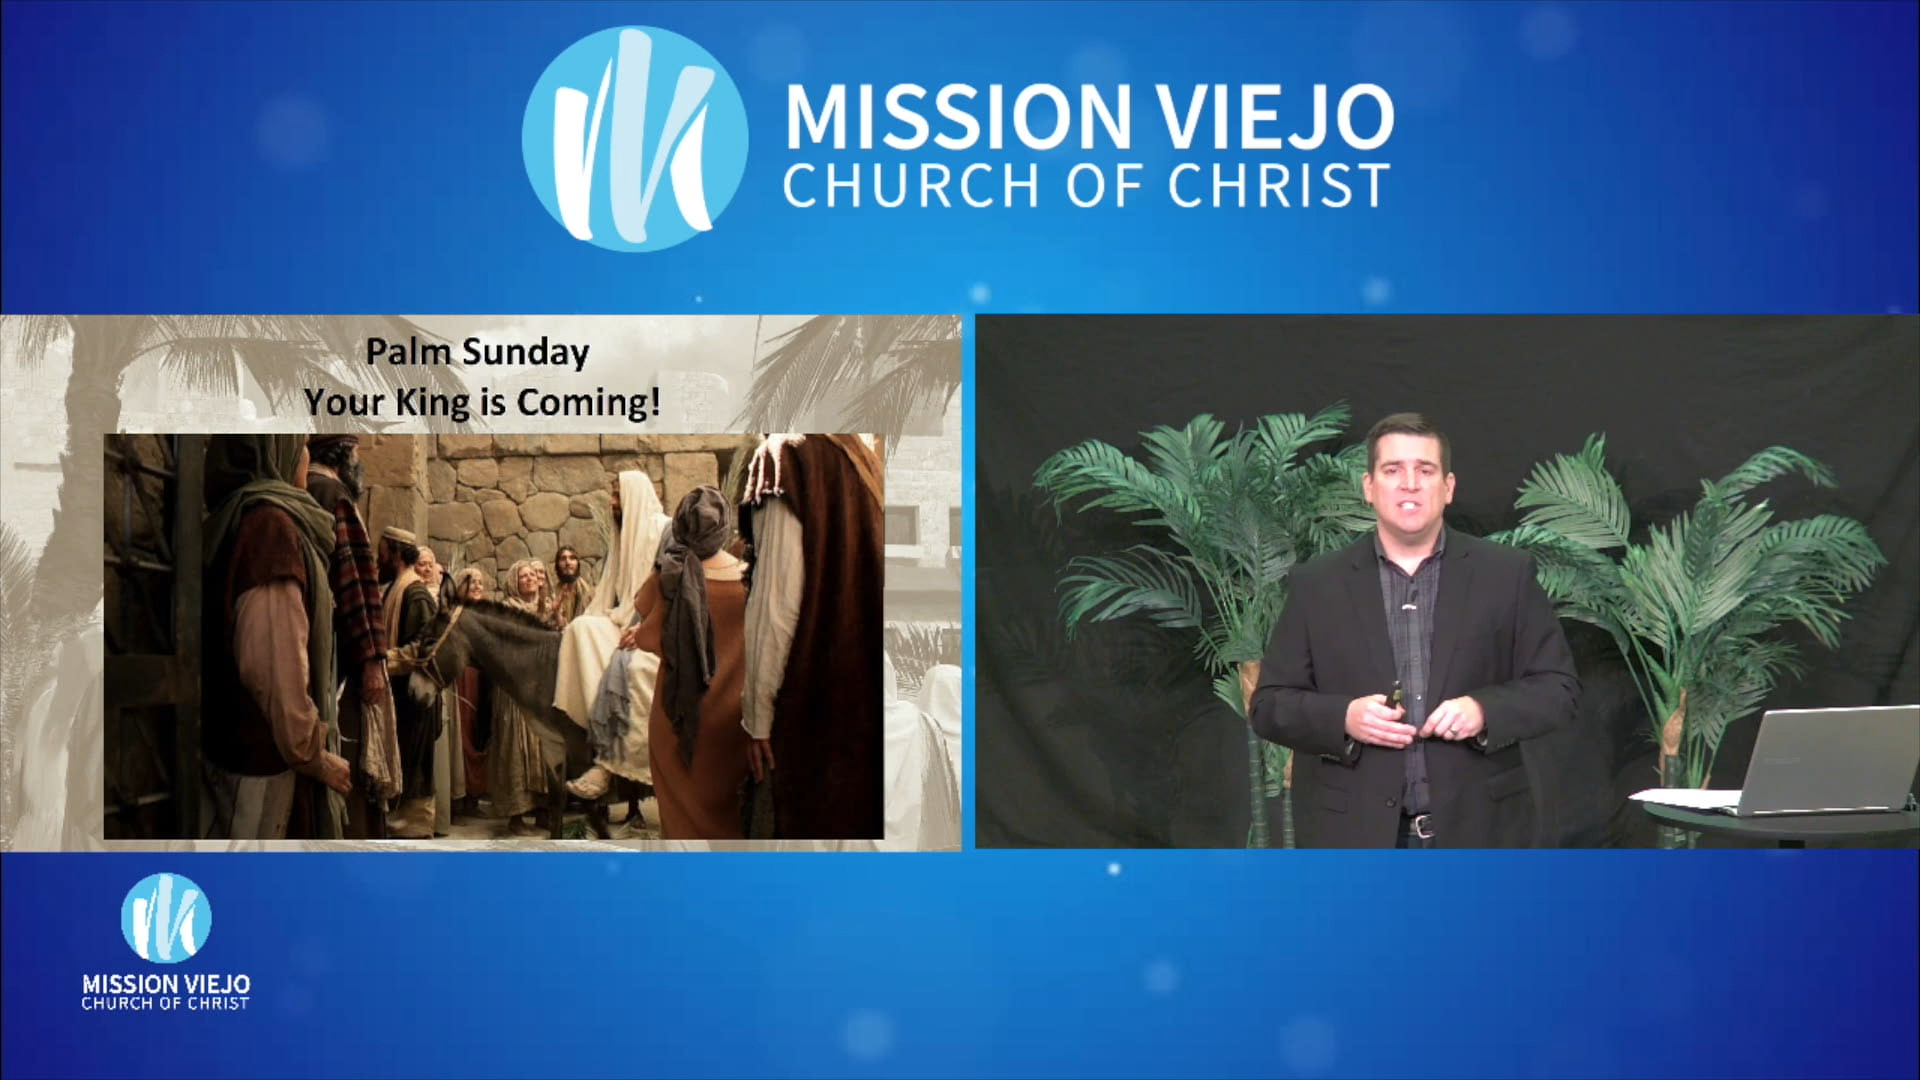 MISSION VIEJO
CHURCH OF CHRIST
Palm Sunday
Your King is Coming!
MISSION VIEJO
CHURCH OF CHRIST